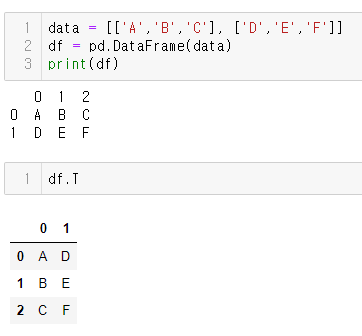 1 data = [['A','B','C'], ['D','E','F']]
2 df = pd.DataFrame(data)
3 print(df)
0 1 2
0 A B C
1 D E F
1 df.T
0 1
0 A D
1 B E
2 C F